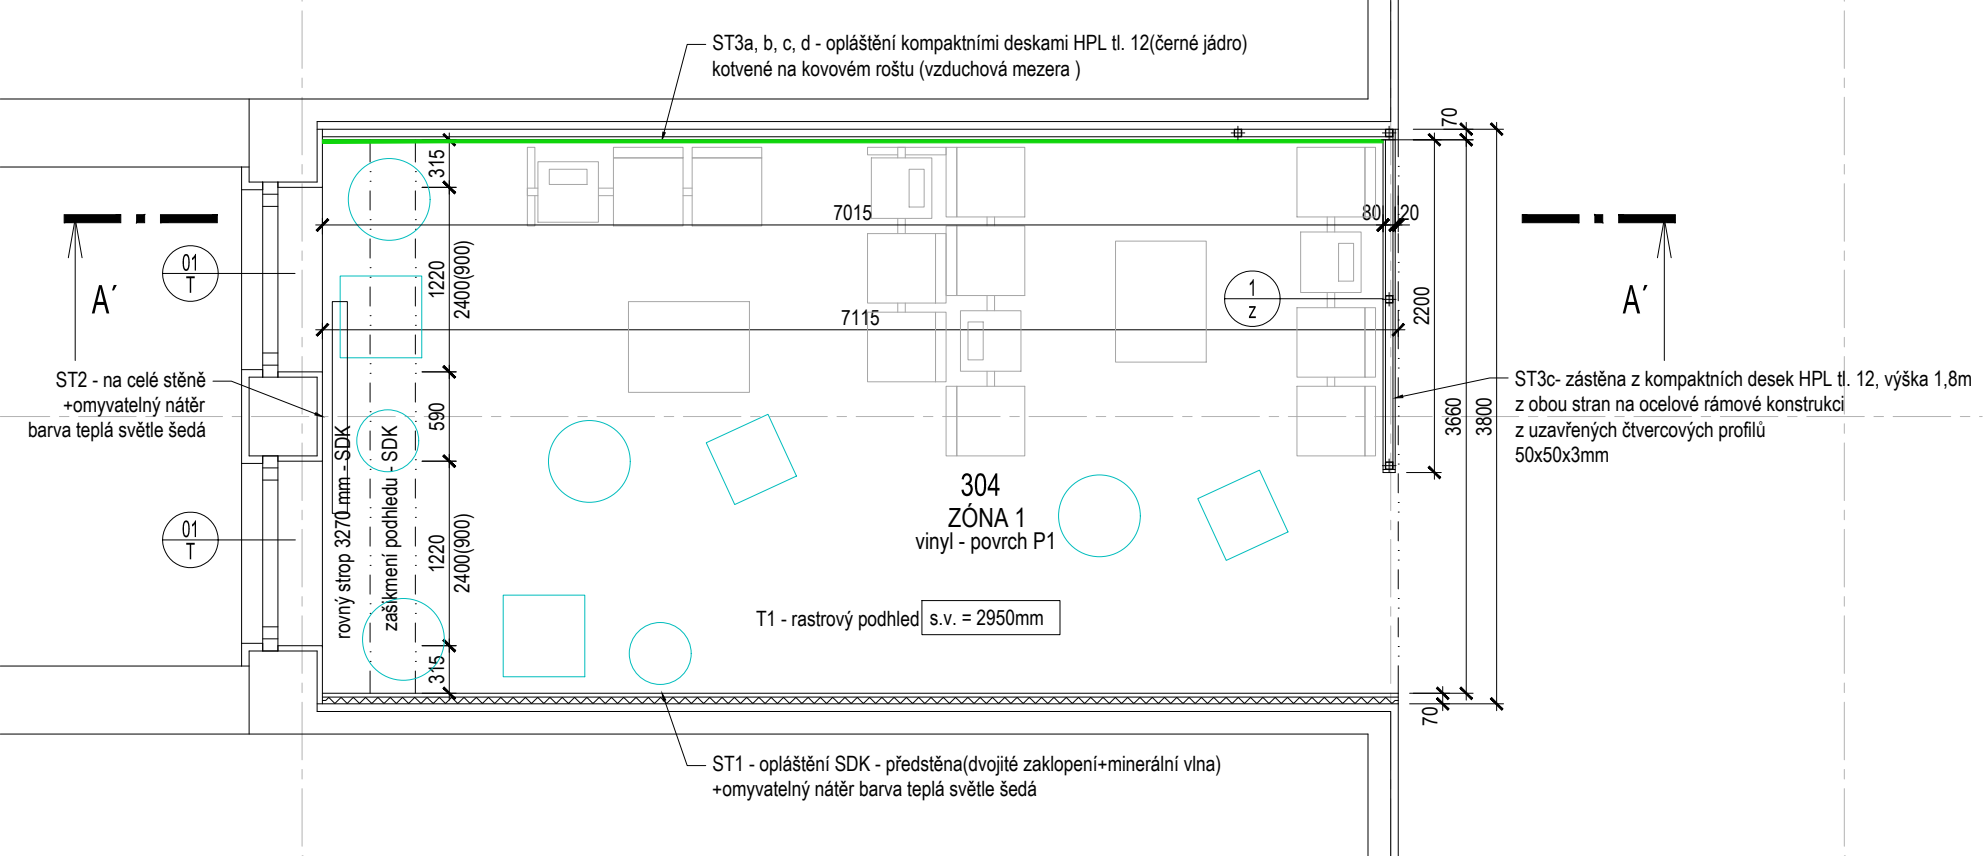 ST3a, b, c, d - opláštění kompaktními deskami HPL tl. 12(černé jádro)
kotvené na kovovém roštu (vzduchová mezera )
70
315
7015
80
20
01
T
A´
1220
2400(900)
1
z
2200
A´
7115
ST2 - na celé stěně
+omyvatelný nátěr
barva teplá světle šedá
ST3c- zástěna z kompaktních desek HPL tl. 12, výška 1,8m
z obou stran na ocelové rámové konstrukci
z uzavřených čtvercových profilů
50x50x3mm
590
3660
3800
rovný strop 3270 mm - SDK
zašikmení podhledu - SDK
304
ZÓNA 1
vinyl - povrch P1
01
T
1220
2400(900)
T1 - rastrový podhled
s.v. = 2950mm
315
70
ST1 - opláštění SDK - předstěna(dvojité zaklopení+minerální vlna)
+omyvatelný nátěr barva teplá světle šedá